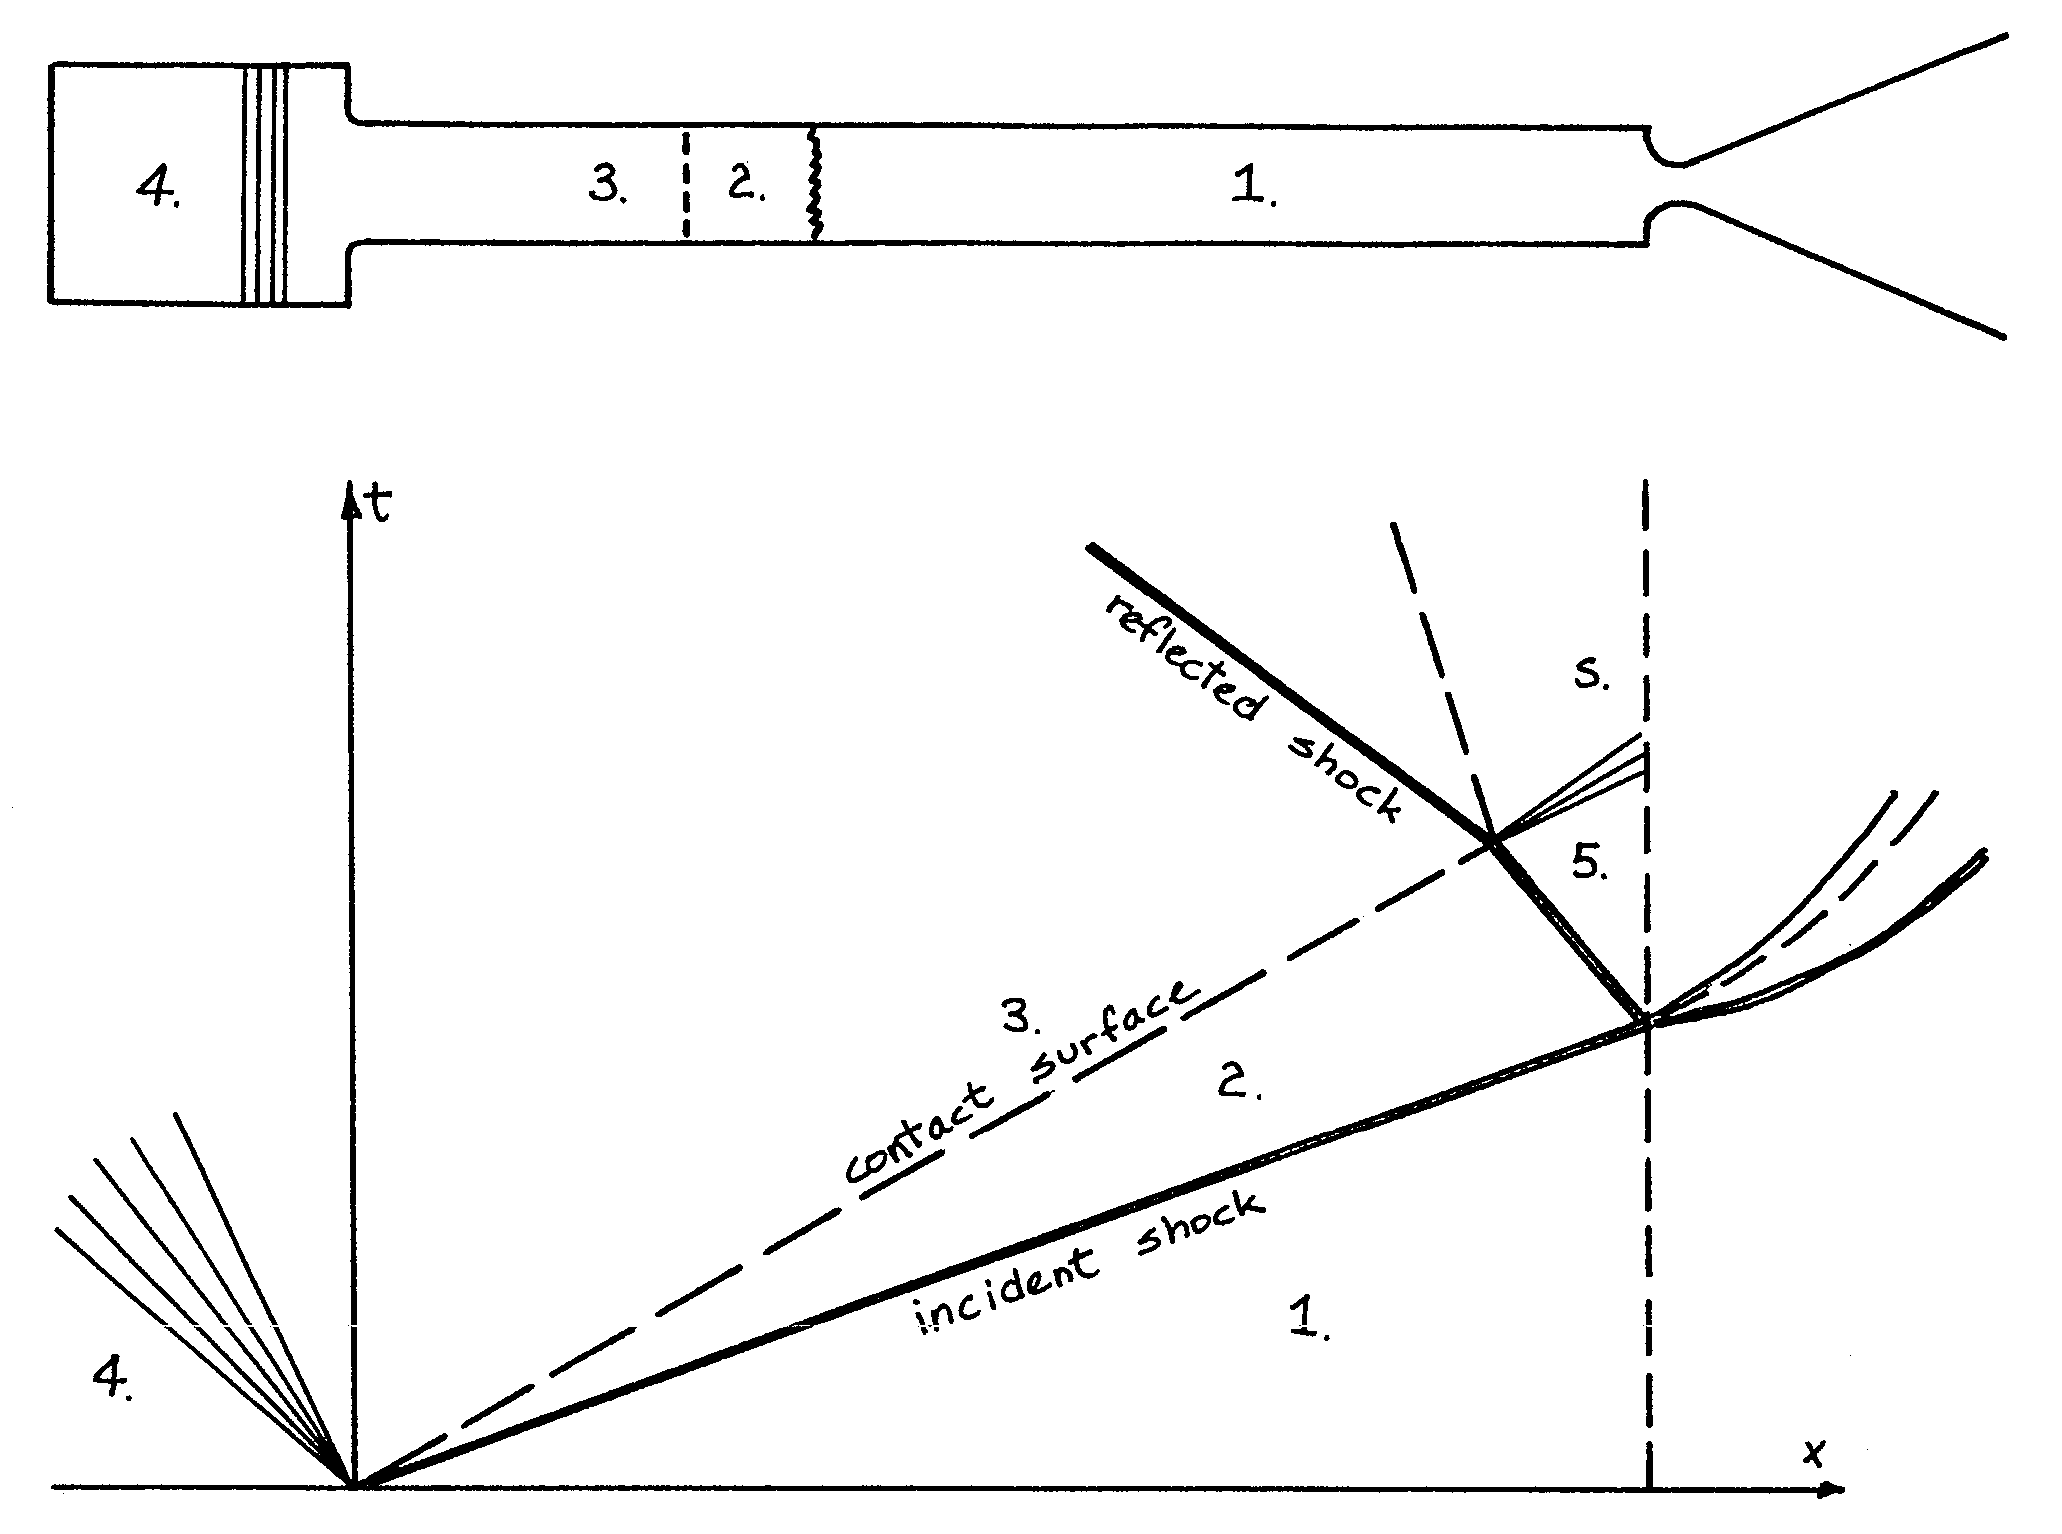 4.
3.
2.
1.
t
reflected shock
s.
5.
3.
contact surface
2.
incident shock
1.
4.
x